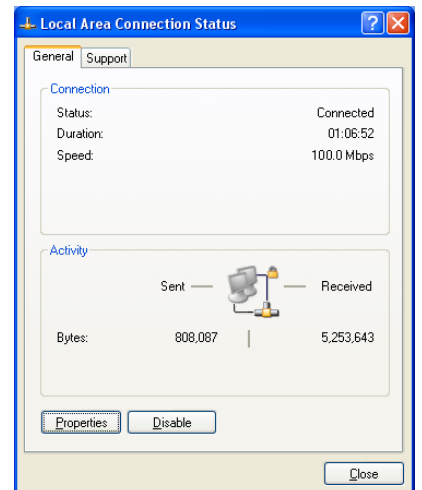 Local Area Connection Status
General Support
Connection
Status: Connected
Duration: 01:06:52
Speed: 100.0 Mbps
Activity
Sent — — Received
Bytes: 808,087 | 5,253,643
Properties Disable
Close